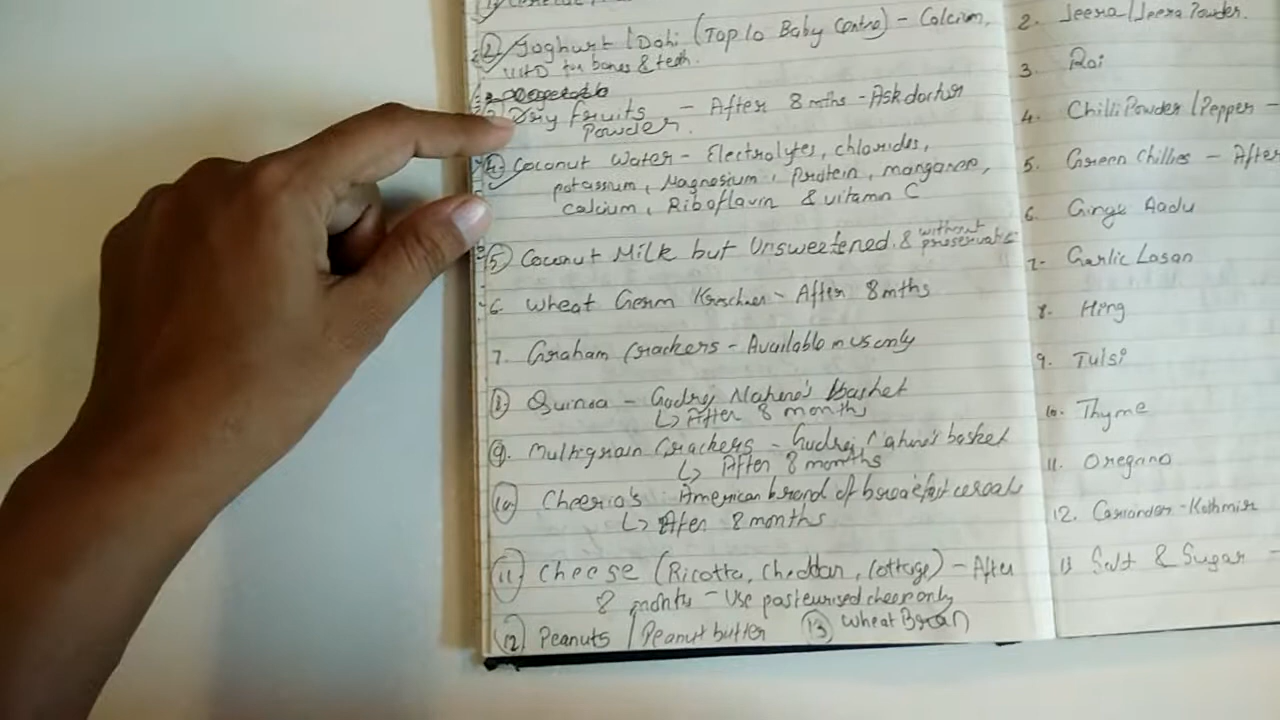 2 Yoghurt / Dahi (Top 10 Baby Contro) - Calcium,
Vit D for bones & teeth.
Vegetable
Dry fruits - After 8 mths - Ask doctor
Powder.
4. Coconut Water - Electrolytes, chlorides,
potassium, Magnesium, Protein, manganese,
calcium, Riboflavin & vitamin C
5 Coconut Milk but Unsweetened. & without
preservatives
6. Wheat Germ - After 8 mths
7. Graham Crackers - Available in US only
8 Quinoa - Godrej Nature's basket
↳ After 8 months
9. Multigrain Crackers - Godrej Nature's basket
↳ After 8 months
10 Cheerio's American brand of breakfast cereals
↳ After 8 months
11 Cheese (Ricotta, Cheddar, Cottage) - After
8 months - Use pasteurised cheese only
12 Peanuts / Peanut butter 13 Wheat Bran
2. Jeera / Jeera Powder.
3. Rai
4. Chilli Powder / Pepper -
5. Green Chillies - After
6. Ginge Aadu
7. Garlic Lasan
8. Hing
9. Tulsi
10. Thyme
11. Oregano
12. Coriander - Kothmir
13 Salt & Sugar -